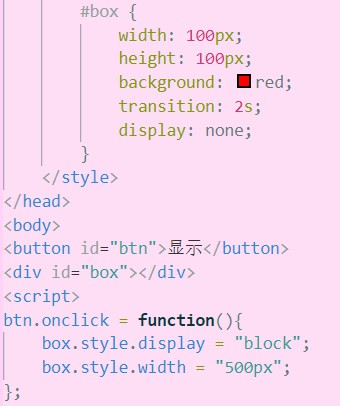 #box {
width: 100px;
height: 100px;
background: red;
transition: 2s;
display: none;
}
</style>
</head>
<body>
<button id="btn">显示</button>
<div id="box"></div>
<script>
btn.onclick = function(){
box.style.display = "block";
box.style.width = "500px";
};